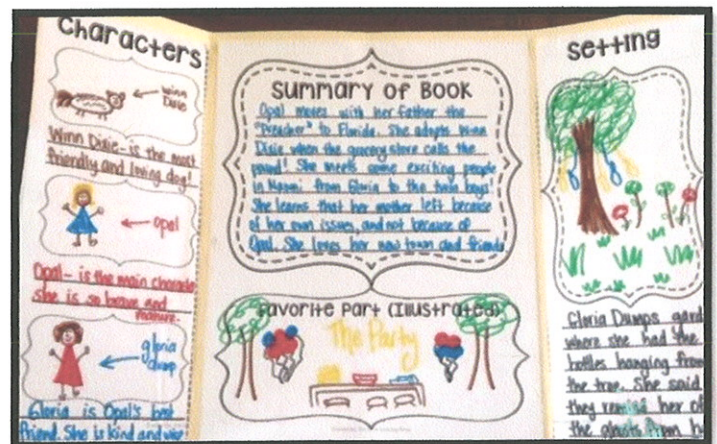 Characters
Winn
Dixie
Winn Dixie- is the most
friendly and loving dog!
opal
Opal- is the main characte
she is so brave and
mature.
gloria
dump
Gloria is Opal's best
friend. She is kind and wise
Summary of Book
Opal moves with her father the
"Preacher" to Florida. She adopts Winn
Dixie when the grocery store calls the
pound! She meets some exciting people
in Naomi from Gloria to the twin boys!
She learns that her mother left because
of her own issues, and not because of
Opal. She loves her new town and friends
Favorite Part (Illustrated)
The Party
Setting
Gloria Dumps gard
where she had the
bottles hanging from
the tree. She said
they her of
the ghosts from h